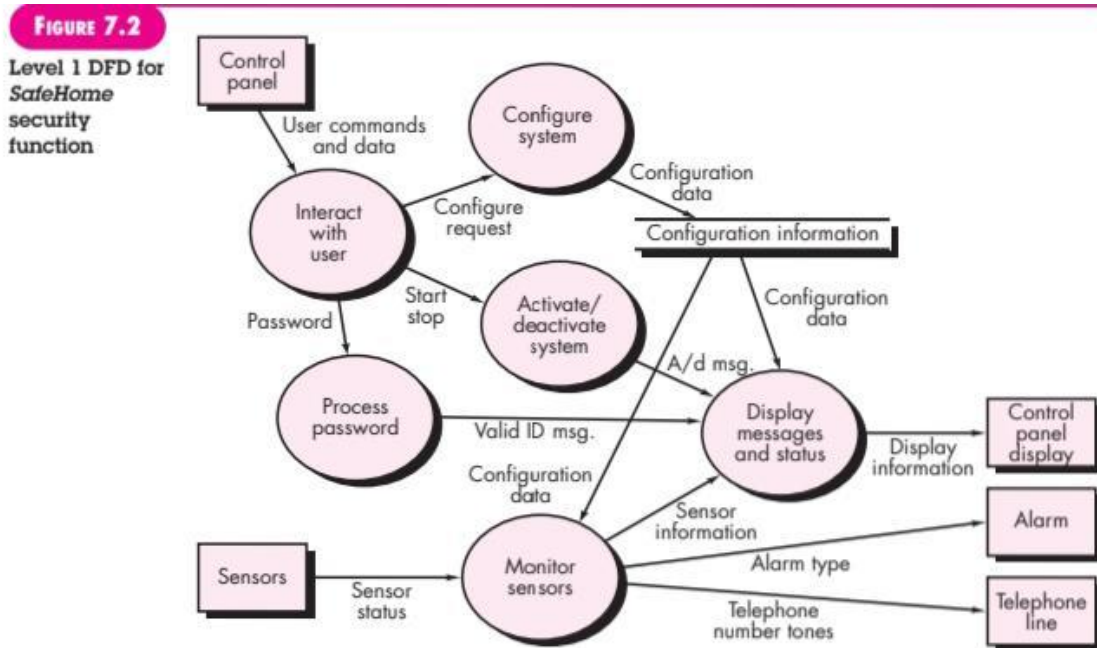 FIGURE 7.2
Level 1 DFD for
SafeHome
security
function
Control
panel
User commands
and data
Configure
system
Configuration
data
Interact
with
user
Configure
request
Configuration information
Start
stop
Activate/
deactivate
system
Configuration
data
Password
A/d msg.
Process
password
Valid ID msg.
Display
messages
and status
Display
information
Control
panel
display
Configuration
data
Sensor
information
Alarm
Sensors
Sensor
status
Monitor
sensors
Alarm type
Telephone
number tones
Telephone
line